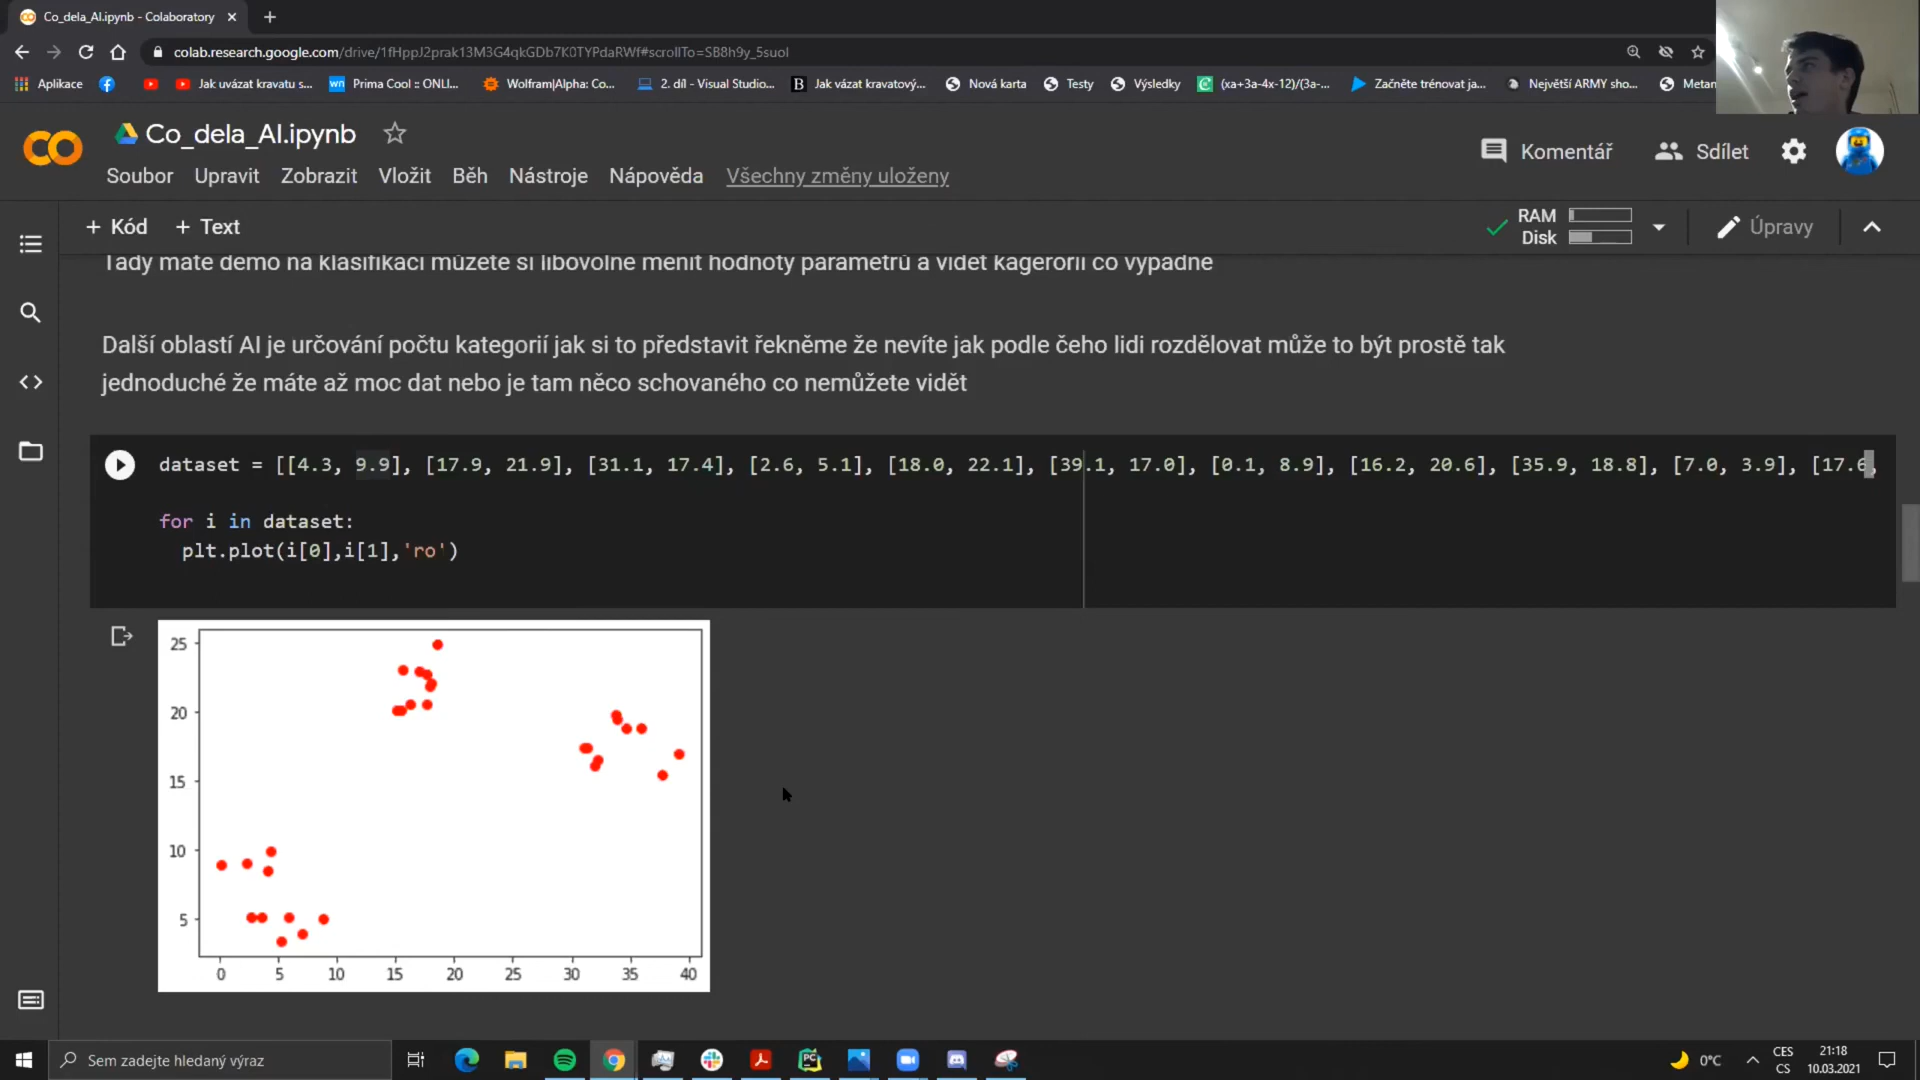 Co_dela_AI.ipynb - Colaboratory
colab.research.google.com/drive/1fHppJ2prak13M3G4qkGDb7K0TYPdaRWf#scrollTo=SB8h9y_5suoI
Aplikace
Jak uvázat kravatu s...
Prima Cool :: ONLI...
Wolfram|Alpha: Co...
2. díl - Visual Studio...
Jak vázat kravatový...
Nová karta
Testy
Výsledky
(xa+3a-4x-12)/(3a-...
Začněte trénovat ja...
Největší ARMY sho...
Metan
Co_dela_AI.ipynb
Komentář
Sdílet
Soubor Upravit Zobrazit Vložit Běh Nástroje Nápověda Všechny změny uloženy
+ Kód + Text
RAM
Disk
Úpravy
Tady máte demo na klasifikaci můžete si libovolně měnit hodnoty parametrů a vidět kagerorii co vypadne
Další oblastí AI je určování počtu kategorií jak si to představit řekněme že nevíte jak podle čeho lidi rozdělovat může to být prostě tak
jednoduché že máte až moc dat nebo je tam něco schovaného co nemůžete vidět
dataset = [[4.3, 9.9], [17.9, 21.9], [31.1, 17.4], [2.6, 5.1], [18.0, 22.1], [39.1, 17.0], [0.1, 8.9], [16.2, 20.6], [35.9, 18.8], [7.0, 3.9], [17.6,
for i in dataset:
plt.plot(i[0],i[1],'ro')
25
20
15
10
5
0 5 10 15 20 25 30 35 40
Sem zadejte hledaný výraz
0°C
CES
CS
21:18
10.03.2021